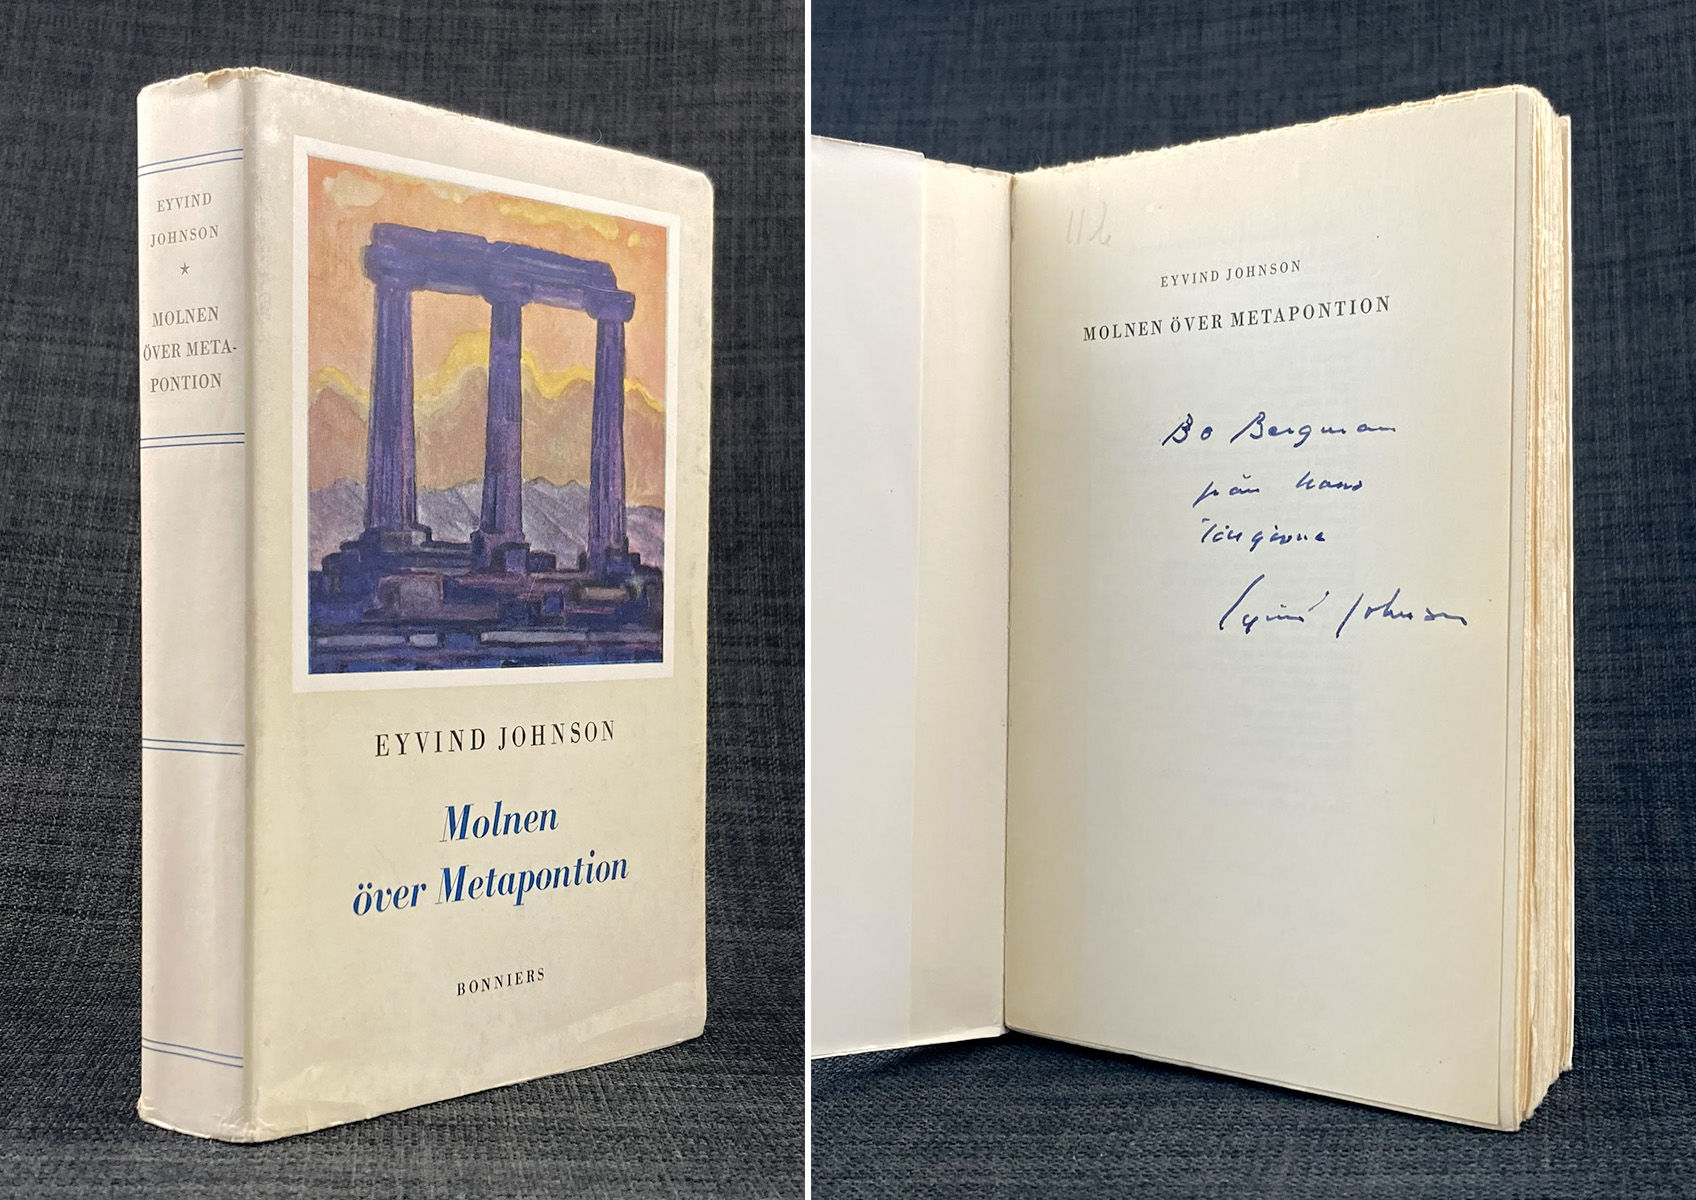 EYVIND
JOHNSON
★
MOLNEN
ÖVER META-
PONTION
EYVIND JOHNSON
Molnen
över Metapontion
BONNIERS
EYVIND JOHNSON
MOLNEN ÖVER METAPONTION
Bo Bergman
från hans
tillgivne
Eyvind Johnson